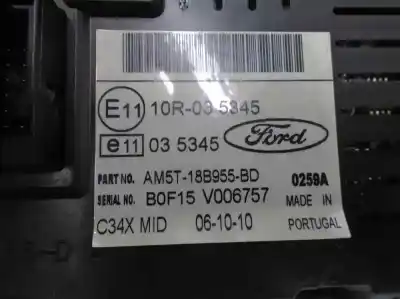 E11 10R-03 5345
e11 03 5345 Ford
PART NO. AM5T-18B955-BD 0259A
SERIAL NO. B0F15 V006757 MADE IN
C34X MID 06-10-10 PORTUGAL